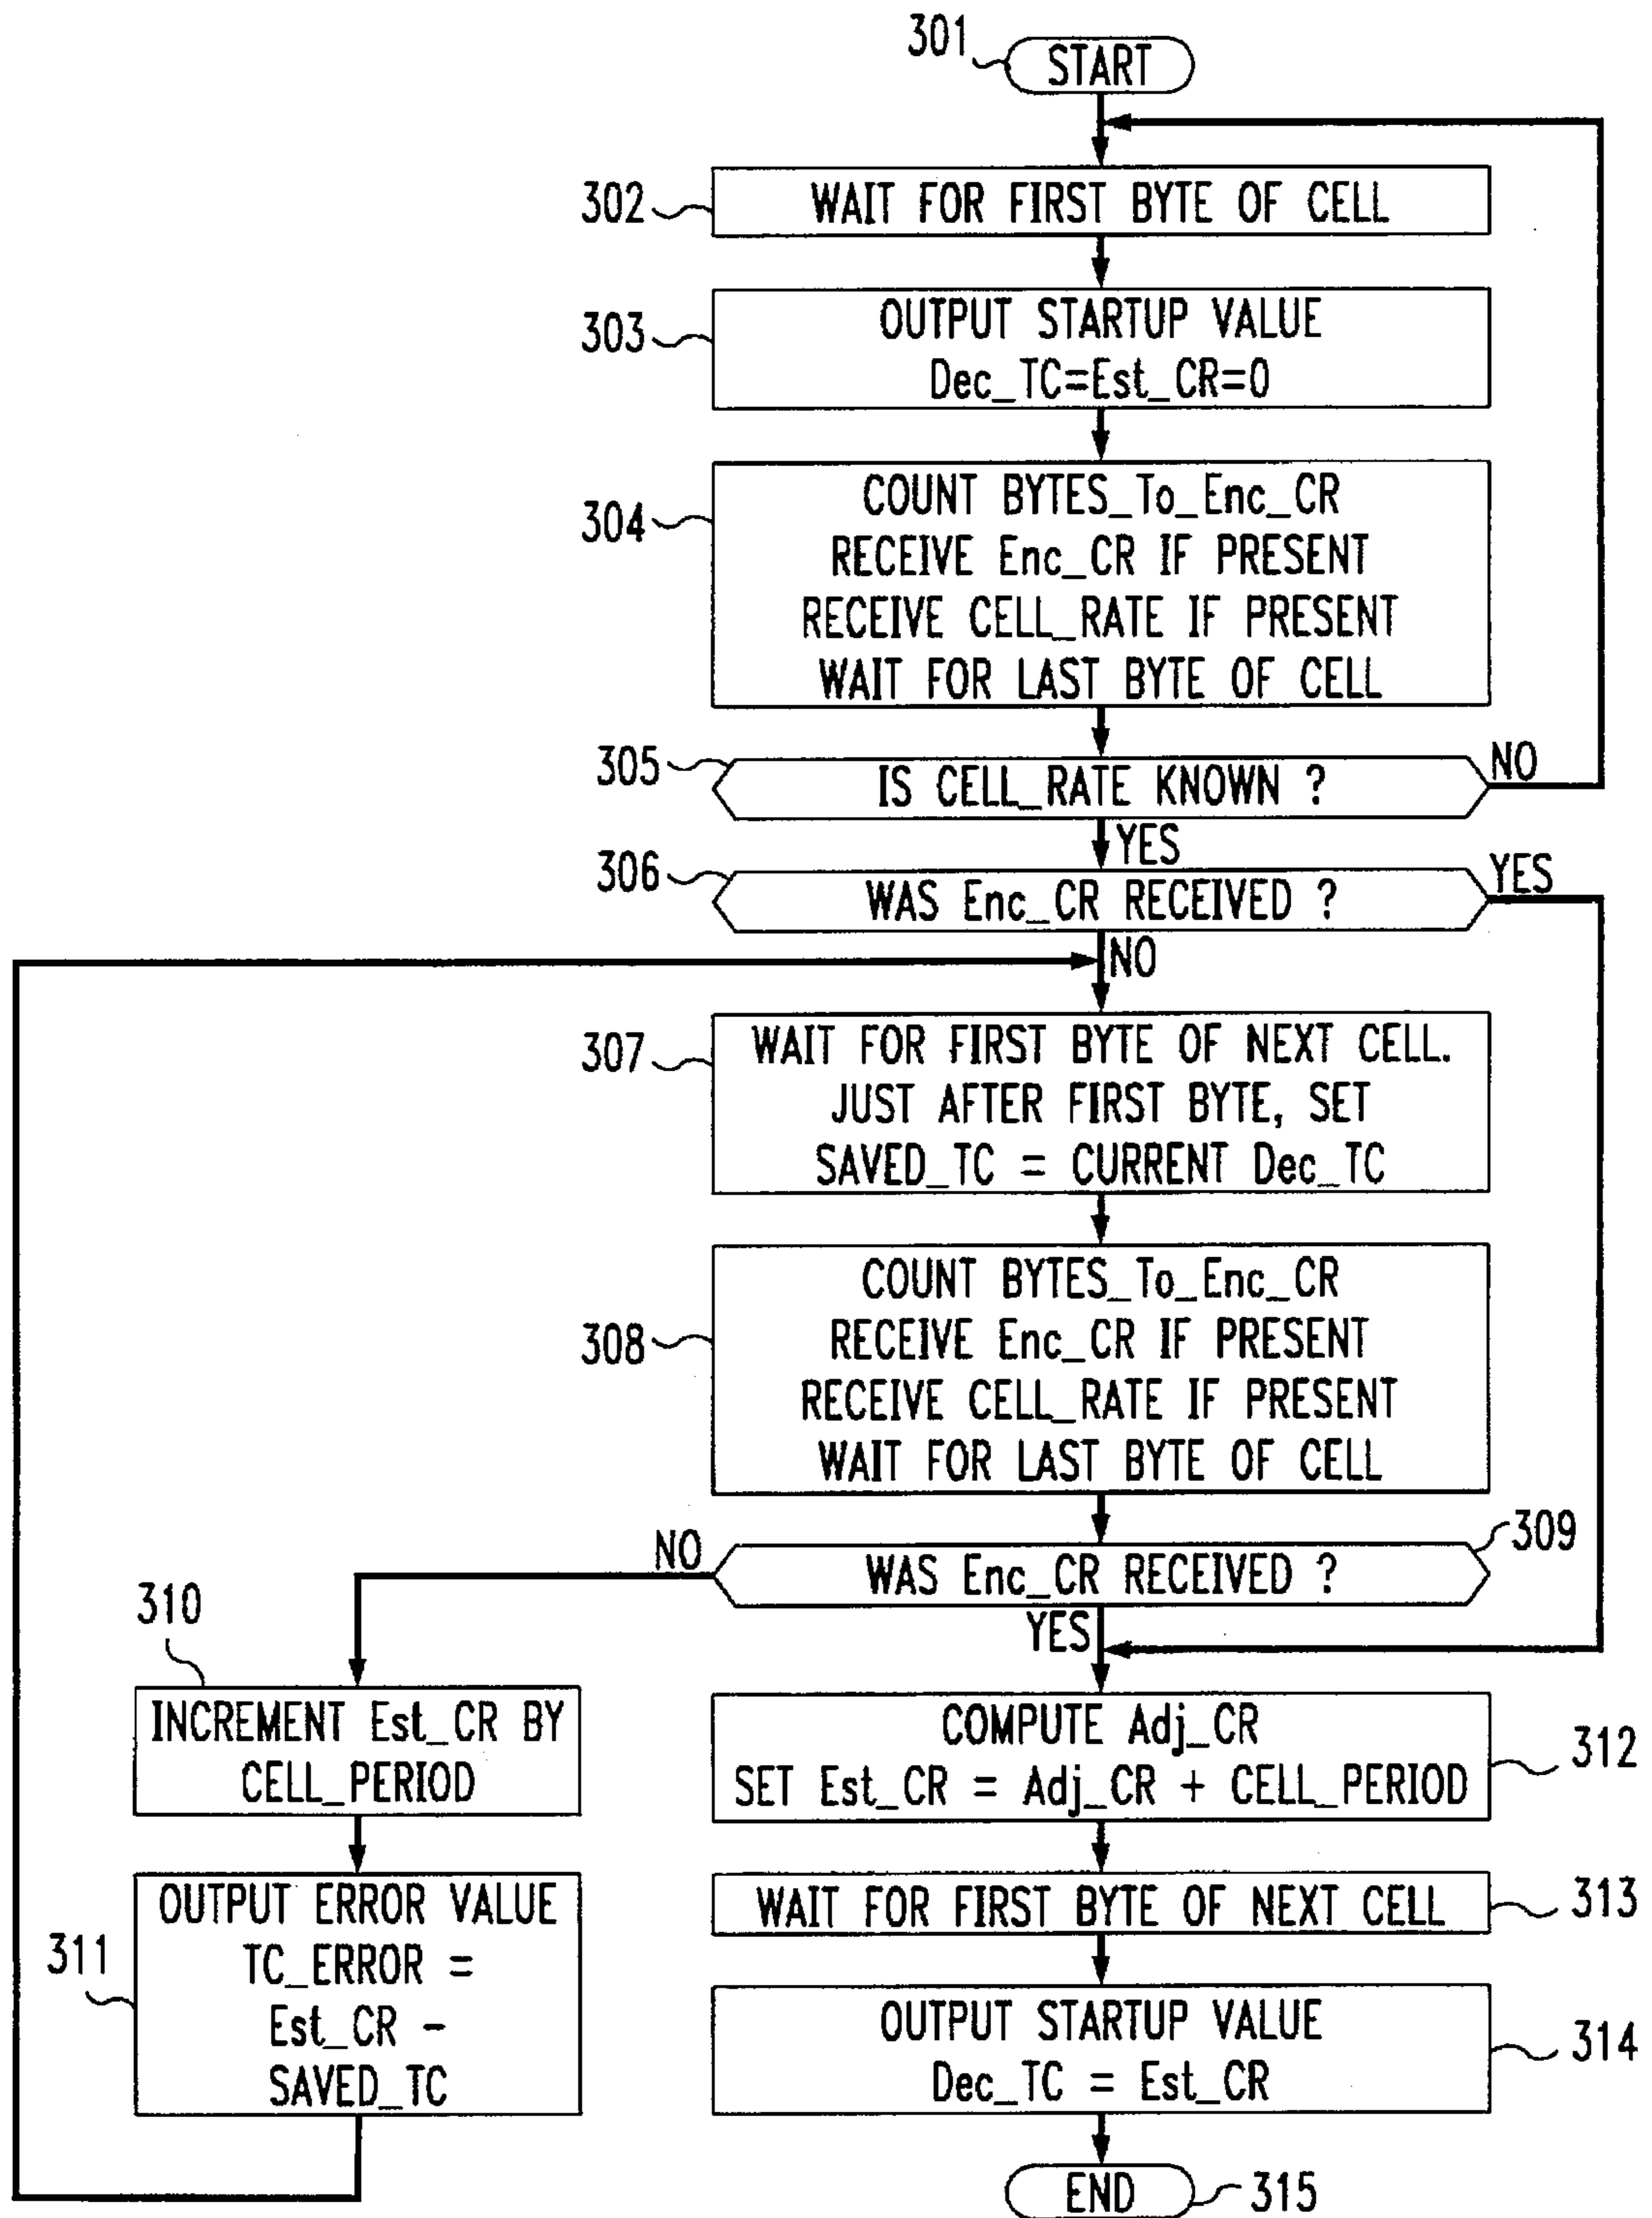 301
START
302
WAIT FOR FIRST BYTE OF CELL
303
OUTPUT STARTUP VALUE
Dec_TC=Est_CR=0
304
COUNT BYTES_To_Enc_CR
RECEIVE Enc_CR IF PRESENT
RECEIVE CELL_RATE IF PRESENT
WAIT FOR LAST BYTE OF CELL
305
IS CELL_RATE KNOWN ?
NO
YES
306
WAS Enc_CR RECEIVED ?
YES
NO
307
WAIT FOR FIRST BYTE OF NEXT CELL.
JUST AFTER FIRST BYTE, SET
SAVED_TC = CURRENT Dec_TC
308
COUNT BYTES_To_Enc_CR
RECEIVE Enc_CR IF PRESENT
RECEIVE CELL_RATE IF PRESENT
WAIT FOR LAST BYTE OF CELL
NO
WAS Enc_CR RECEIVED ?
309
YES
310
INCREMENT Est_CR BY
CELL_PERIOD
311
OUTPUT ERROR VALUE
TC_ERROR =
Est_CR -
SAVED_TC
COMPUTE Adj_CR
SET Est_CR = Adj_CR + CELL_PERIOD
312
WAIT FOR FIRST BYTE OF NEXT CELL
313
OUTPUT STARTUP VALUE
Dec_TC = Est_CR
314
END
315